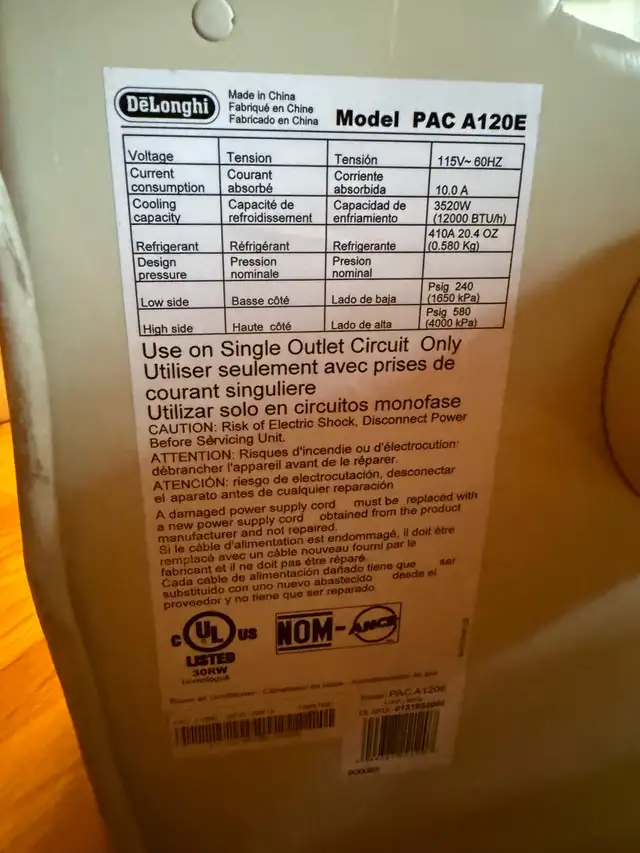 DeLonghi
Made in China
Fabriqué en Chine
Fabricado en China
Model PAC A120E
Voltage Tension Tensión 115V~ 60HZ
Current consumption Courant absorbé Corriente absorbida 10.0 A
Cooling capacity Capacité de refroidissement Capacidad de enfriamiento 3520W (12000 BTU/h)
Refrigerant Réfrigérant Refrigerante 410A 20.4 OZ (0.580 Kg)
Design pressure Pression nominale Presion nominal
Low side Basse côté Lado de baja Psig 240 (1650 kPa)
High side Haute côté Lado de alta Psig 580 (4000 kPa)
Use on Single Outlet Circuit Only
Utiliser seulement avec prises de
courant singuliere
Utilizar solo en circuitos monofase
CAUTION: Risk of Electric Shock, Disconnect Power
Before Servicing Unit.
ATTENTION: Risques d'incendie ou d'électrocution:
débrancher l'appareil avant de le réparer.
ATENCIÓN: riesgo de electrocutación, desconectar
el aparato antes de cualquier reparación
A damaged power supply cord must be replaced with
a new power supply cord obtained from the product
manufacturer and not repaired.
Si le câble d'alimentation est endommagé, il doit être
remplacé avec un câble nouveau fourni par le
fabricant et il ne doit pas être réparé.
Cada cable de alimentación dañado tiene que ser
substituido con uno nuevo abastecido desde el
proveedor y no tiene que ser reparado
C UL US
LISTED
30RW
Homologué
NOM-ANCE
PAC A120E